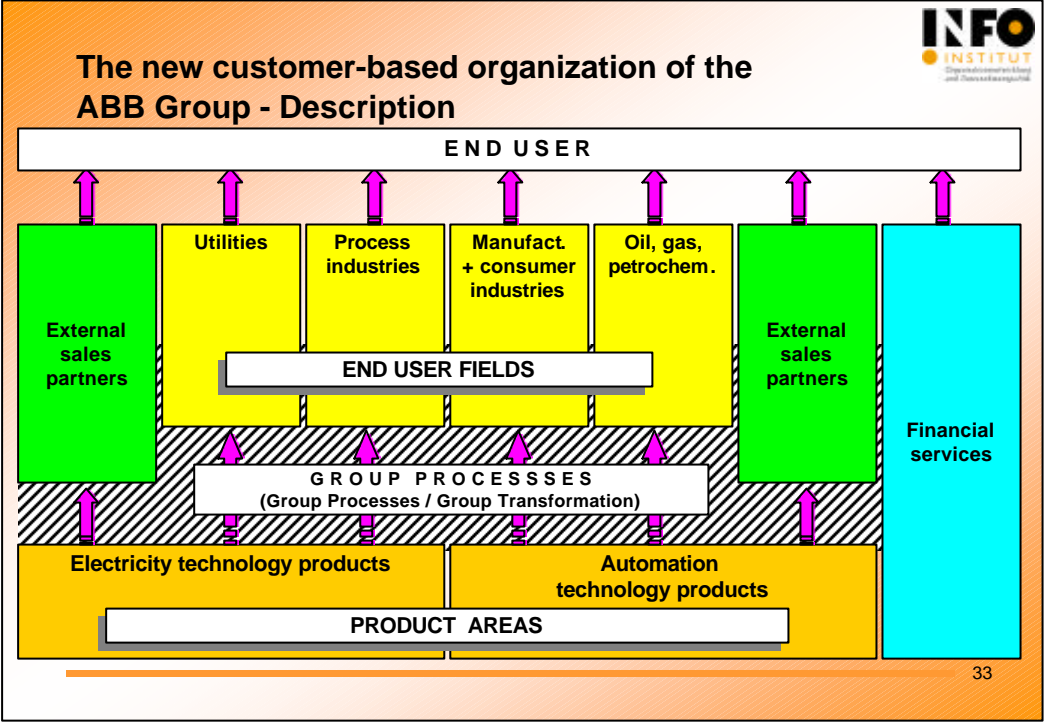 INFO
INSTITUT
The new customer-based organization of the
ABB Group - Description
END USER
External
sales
partners
Utilities
Process
industries
Manufact.
+ consumer
industries
Oil, gas,
petrochem.
External
sales
partners
Financial
services
END USER FIELDS
GROUP PROCESSSES
(Group Processes / Group Transformation)
Electricity technology products
Automation
technology products
PRODUCT AREAS
33